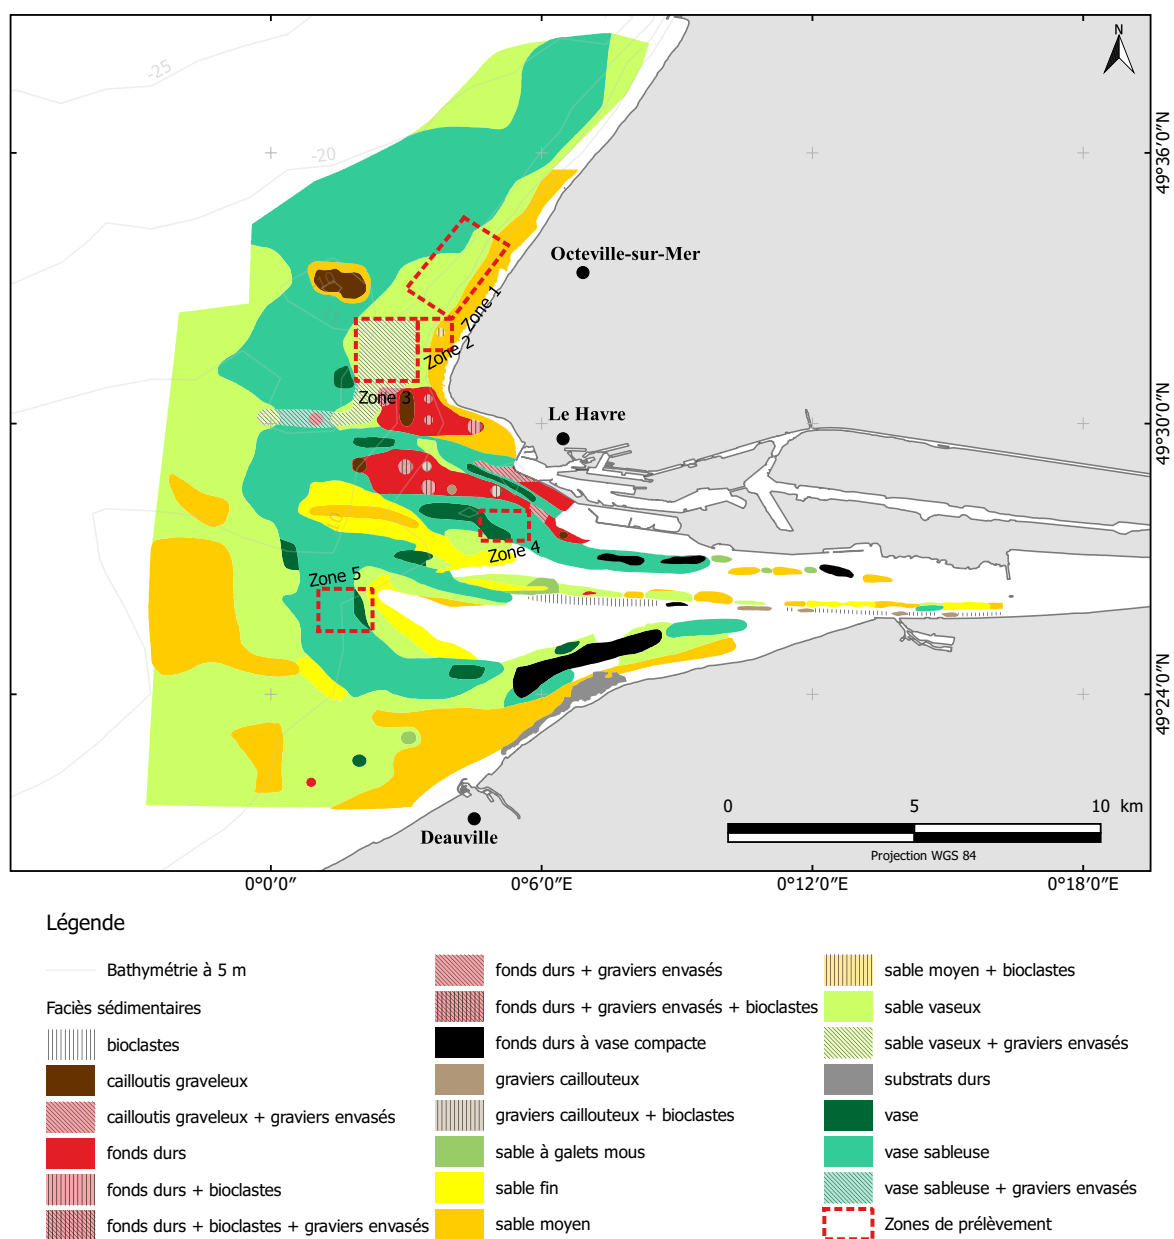 N
-25
-20
49°36′0″N
Octeville-sur-Mer
Zone 1
Zone 2
Zone 3
Le Havre
49°30′0″N
Zone 4
Zone 5
49°24′0″N
Deauville
0 5 10 km
Projection WGS 84
0°0′0″ 0°6′0″E 0°12′0″E 0°18′0″E
Légende
Bathymétrie à 5 m
Faciès sédimentaires
bioclastes
cailloutis graveleux
cailloutis graveleux + graviers envasés
fonds durs
fonds durs + bioclastes
fonds durs + bioclastes + graviers envasés
fonds durs + graviers envasés
fonds durs + graviers envasés + bioclastes
fonds durs à vase compacte
graviers caillouteux
graviers caillouteux + bioclastes
sable à galets mous
sable fin
sable moyen
sable moyen + bioclastes
sable vaseux
sable vaseux + graviers envasés
substrats durs
vase
vase sableuse
vase sableuse + graviers envasés
Zones de prélèvement